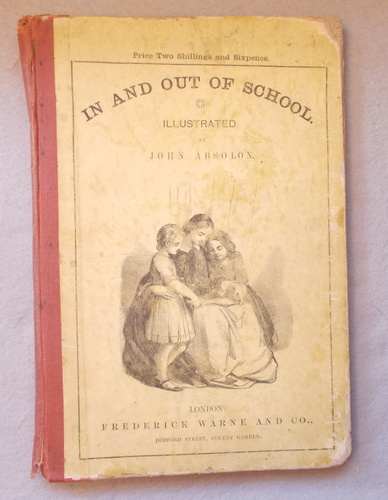 Price Two Shillings and Sixpence.
IN AND OUT OF SCHOOL.
ILLUSTRATED
BY
JOHN ABSOLON.
LONDON:
FREDERICK WARNE AND CO.,
BEDFORD STREET, COVENT GARDEN.